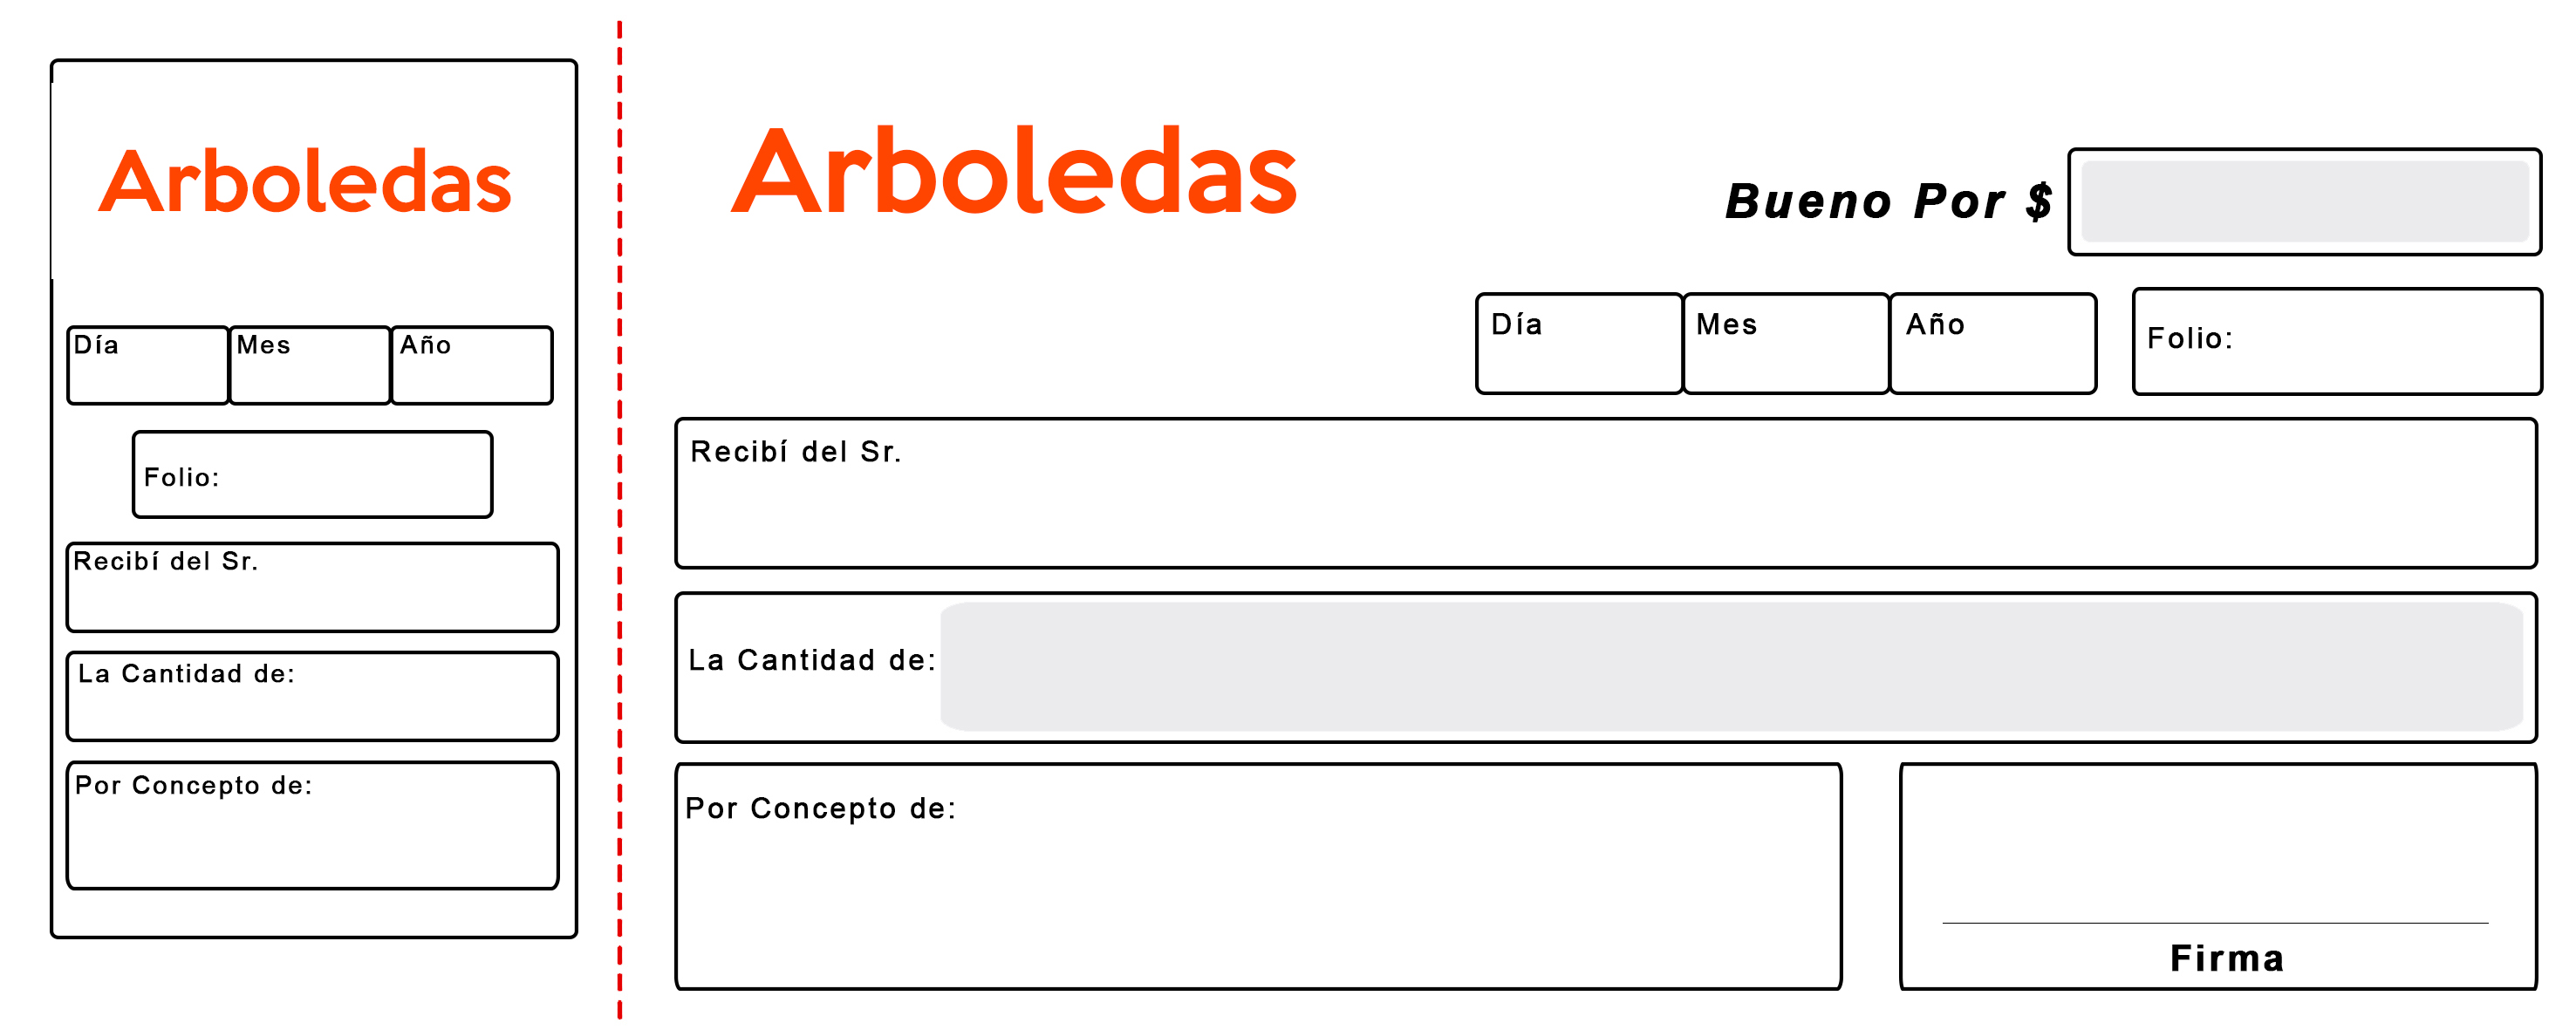 Arboledas
Día Mes Año
Folio:
Recibí del Sr.
La Cantidad de:
Por Concepto de:
Arboledas
Bueno Por $
Día Mes Año Folio:
Recibí del Sr.
La Cantidad de:
Por Concepto de:
Firma